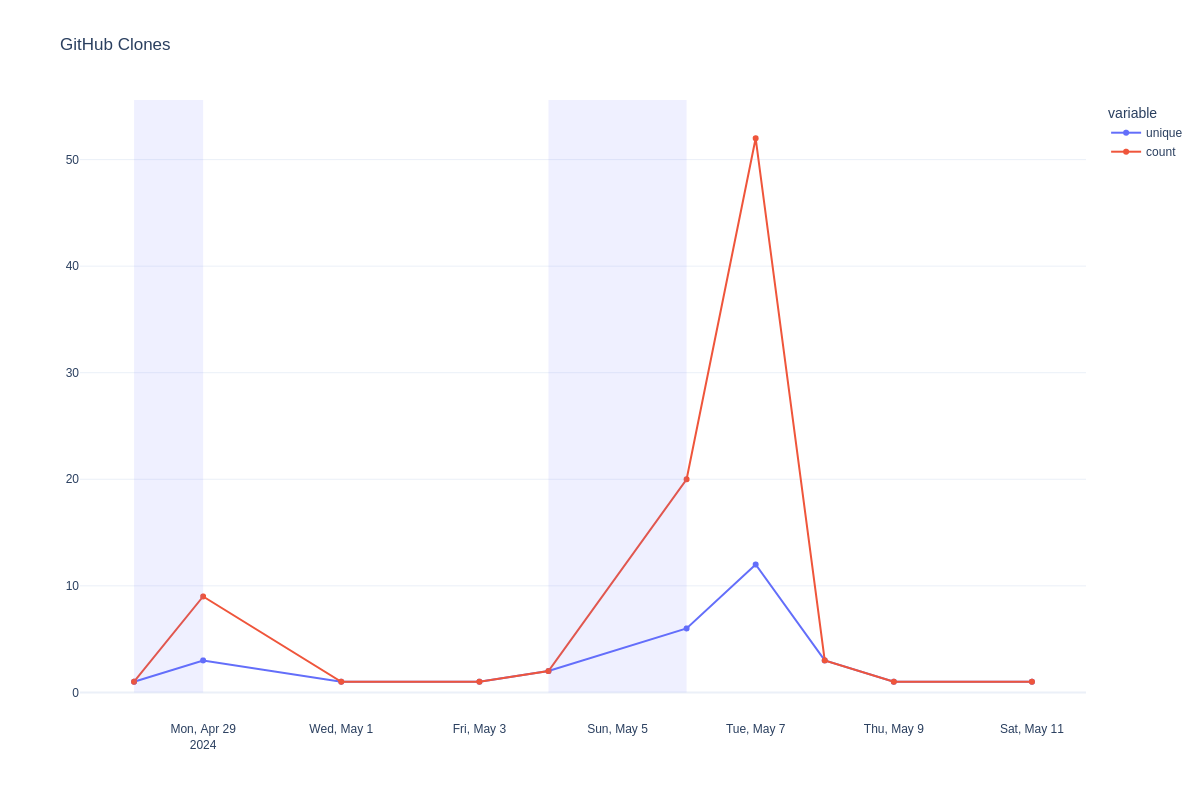 GitHub Clones
variable
unique
count
50
40
30
20
10
0
Mon, Apr 29
2024
Wed, May 1
Fri, May 3
Sun, May 5
Tue, May 7
Thu, May 9
Sat, May 11